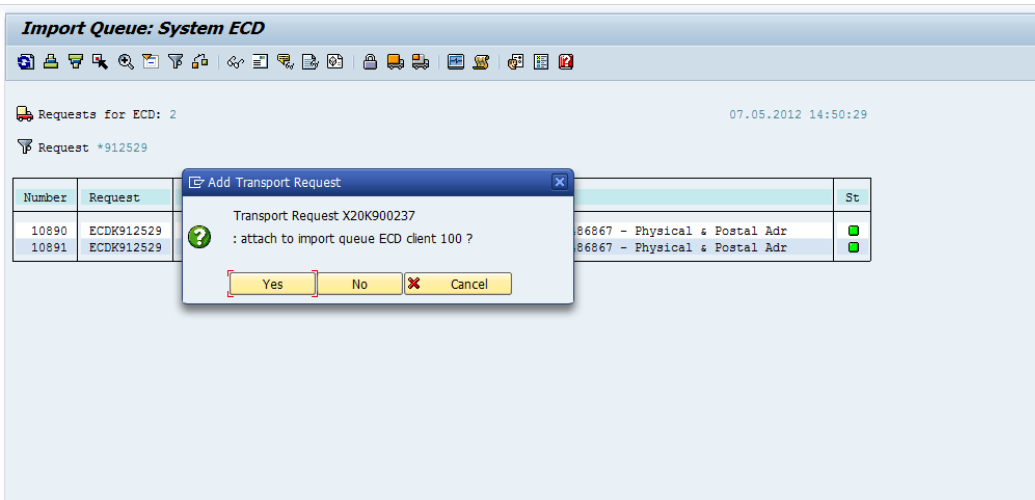 Import Queue: System ECD
Requests for ECD: 2
07.05.2012 14:50:29
Request *912529
Add Transport Request
Number Request St
Transport Request X20K900237
: attach to import queue ECD client 100 ?
10890 ECDK912529 86867 - Physical & Postal Adr
10891 ECDK912529 86867 - Physical & Postal Adr
Yes No Cancel